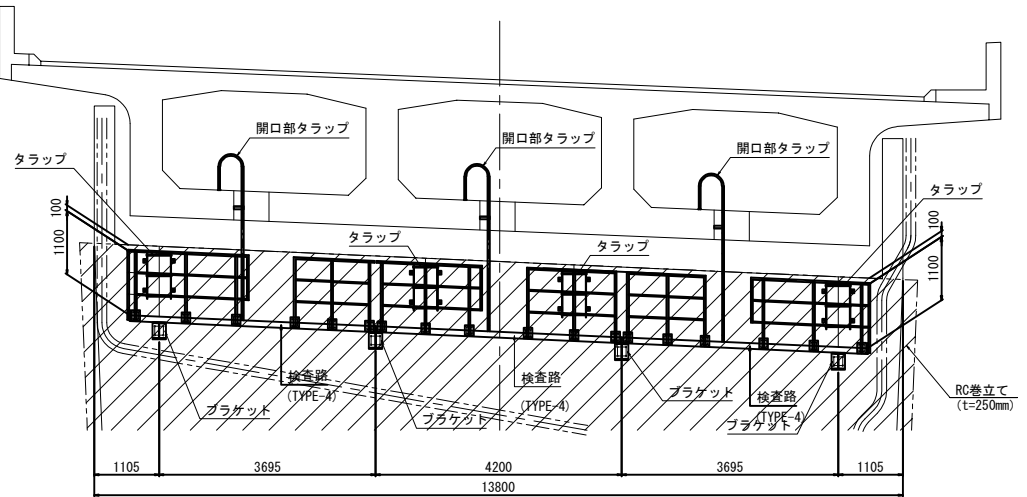 開口部タラップ
開口部タラップ
開口部タラップ
タラップ
タラップ
タラップ
タラップ
100
1100
100
1100
検査路
(TYPE-4)
検査路
(TYPE-4)
検査路
(TYPE-4)
ブラケット
ブラケット
ブラケット
ブラケット
RC巻立て
(t=250mm)
1105
3695
4200
3695
1105
13800